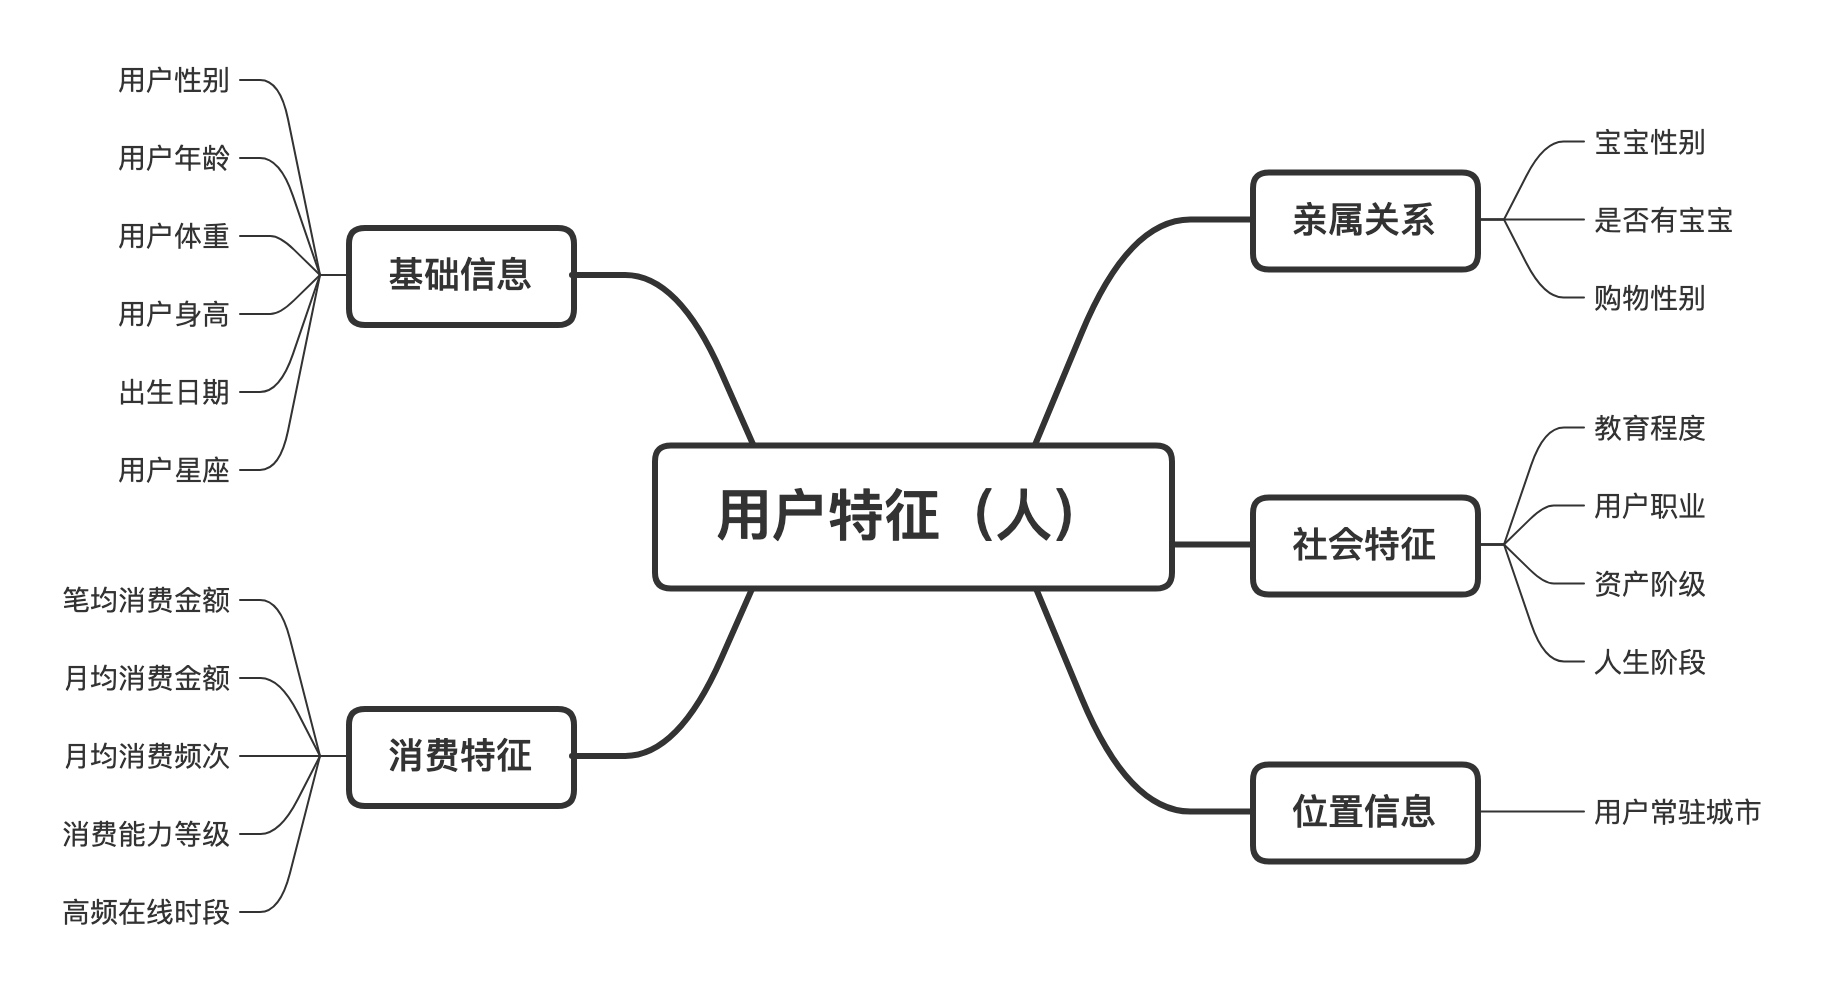 用户特征（人）
基础信息
用户性别
用户年龄
用户体重
用户身高
出生日期
用户星座
消费特征
笔均消费金额
月均消费金额
月均消费频次
消费能力等级
高频在线时段
亲属关系
宝宝性别
是否有宝宝
购物性别
社会特征
教育程度
用户职业
资产阶级
人生阶段
位置信息
用户常驻城市